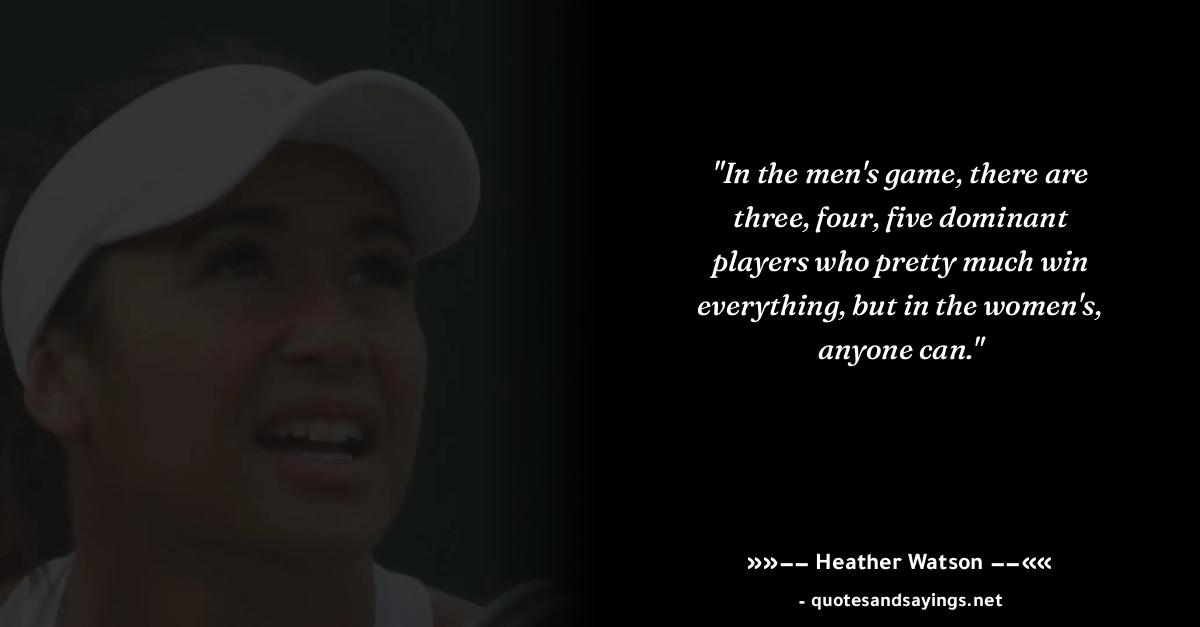 "In the men's game, there are
three, four, five dominant
players who pretty much win
everything, but in the women's,
anyone can."
»»–– Heather Watson ––««
- quotesandsayings.net